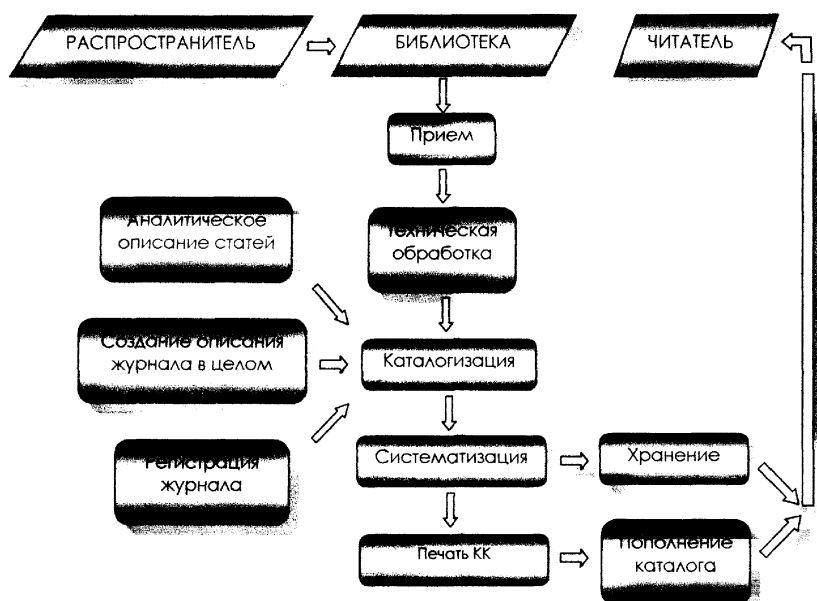 РАСПРОСТРАНИТЕЛЬ
БИБЛИОТЕКА
ЧИТАТЕЛЬ
Прием
Аналитическое
описание статей
Техническая
обработка
Создание описания
журнала в целом
Каталогизация
Регистрация
журнала
Систематизация
Хранение
Печать КК
Пополнение
каталога